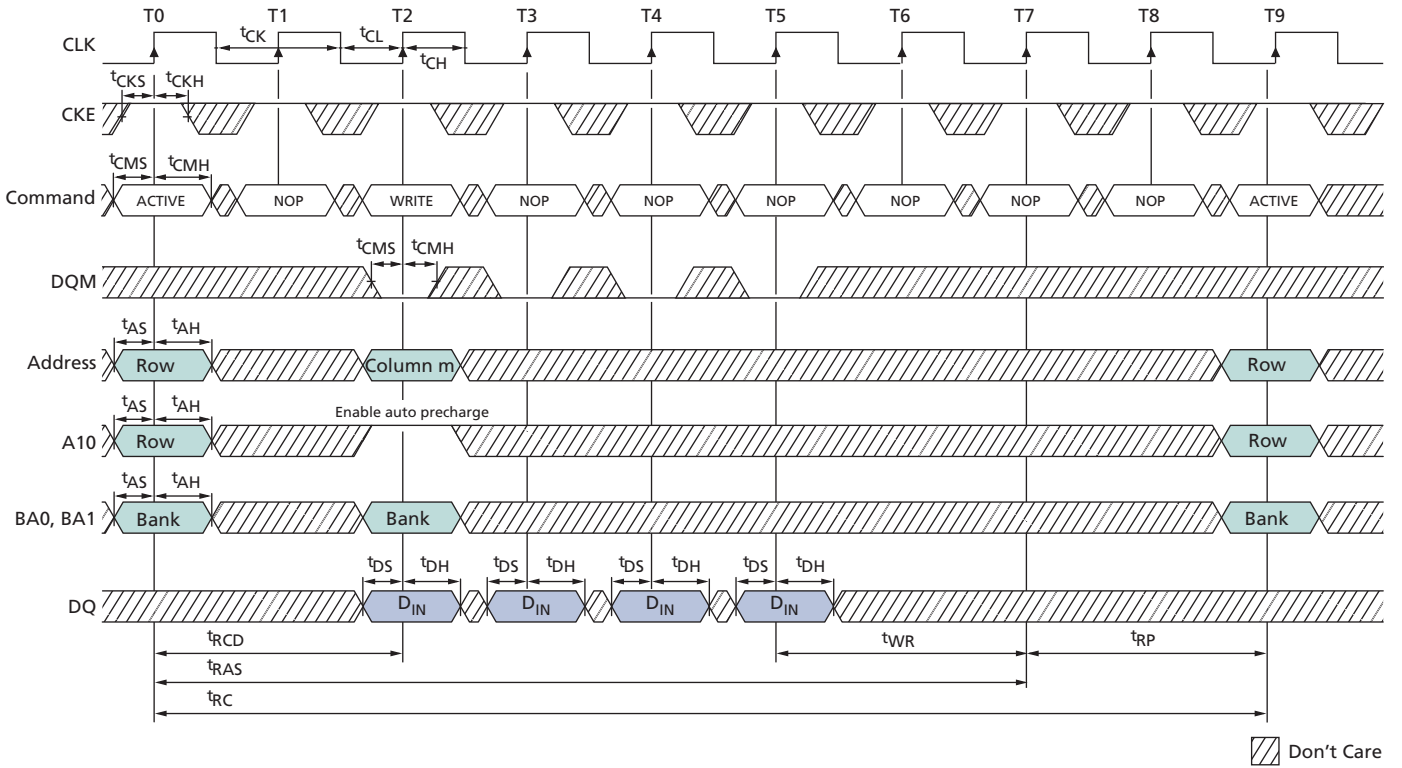 T0 T1 T2 T3 T4 T5 T6 T7 T8 T9
CLK tCK tCL tCH
tCKS tCKH
CKE
tCMS tCMH
Command ACTIVE NOP WRITE NOP NOP NOP NOP NOP NOP ACTIVE
tCMS tCMH
DQM
tAS tAH
Address Row Column m Row
tAS tAH Enable auto precharge
A10 Row Row
tAS tAH
BA0, BA1 Bank Bank Bank
tDS tDH tDS tDH tDS tDH tDS tDH
DQ DIN DIN DIN DIN
tRCD tWR tRP
tRAS
tRC
Don't Care